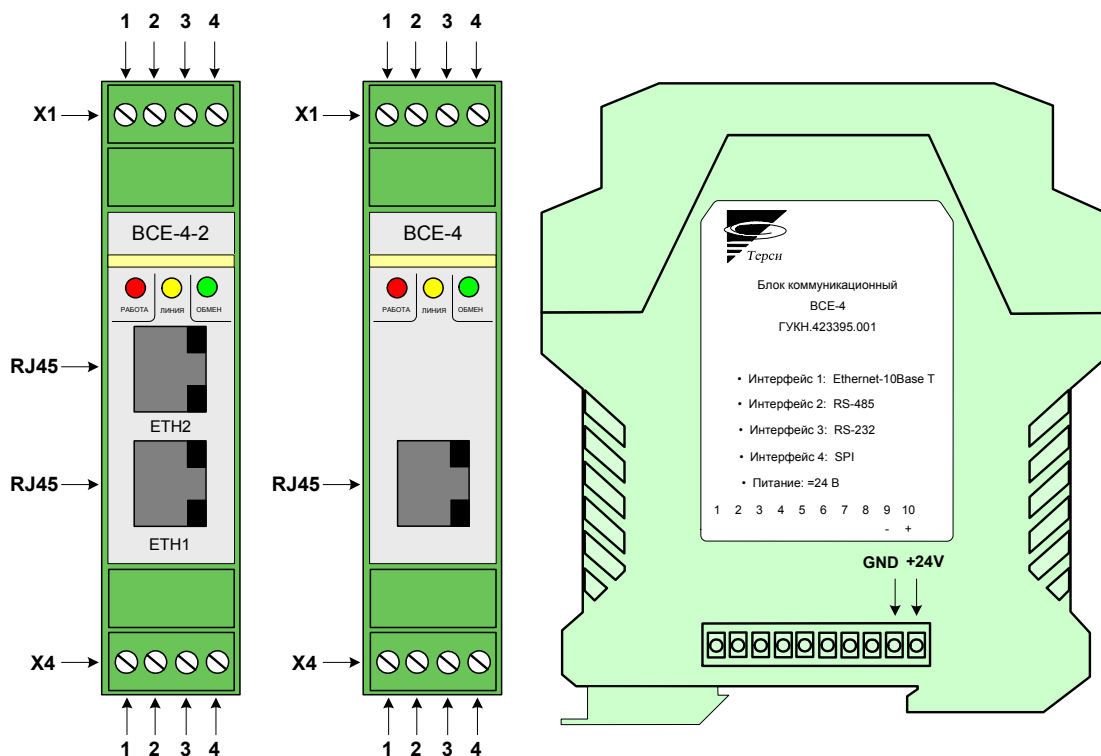 1 2 3 4
X1
BCE-4-2
РАБОТА ЛИНИЯ ОБМЕН
RJ45
ETH2
RJ45
ETH1
X4
1 2 3 4
1 2 3 4
X1
BCE-4
РАБОТА ЛИНИЯ ОБМЕН
RJ45
X4
1 2 3 4
Терси
Блок коммуникационный
BCE-4
ГУКН.423395.001
• Интерфейс 1: Ethernet-10Base T
• Интерфейс 2: RS-485
• Интерфейс 3: RS-232
• Интерфейс 4: SPI
• Питание: =24 В
1 2 3 4 5 6 7 8 9 10
- +
GND +24V